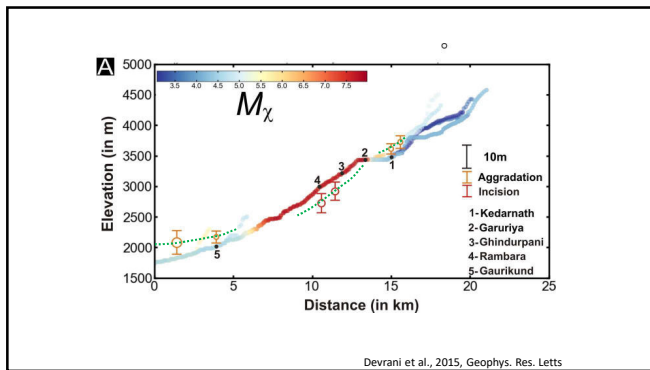 A
3.5 4.0 4.5 5.0 5.5 6.0 6.5 7.0 7.5
Mχ
5000
4500
4000
3500
3000
2500
2000
1500
Elevation (in m)
2
3
4
1
5
10m
Aggradation
Incision
1-Kedarnath
2-Garuriya
3-Ghindurpani
4-Rambara
5-Gaurikund
0 5 10 15 20 25
Distance (in km)
Devrani et al., 2015, Geophys. Res. Letts